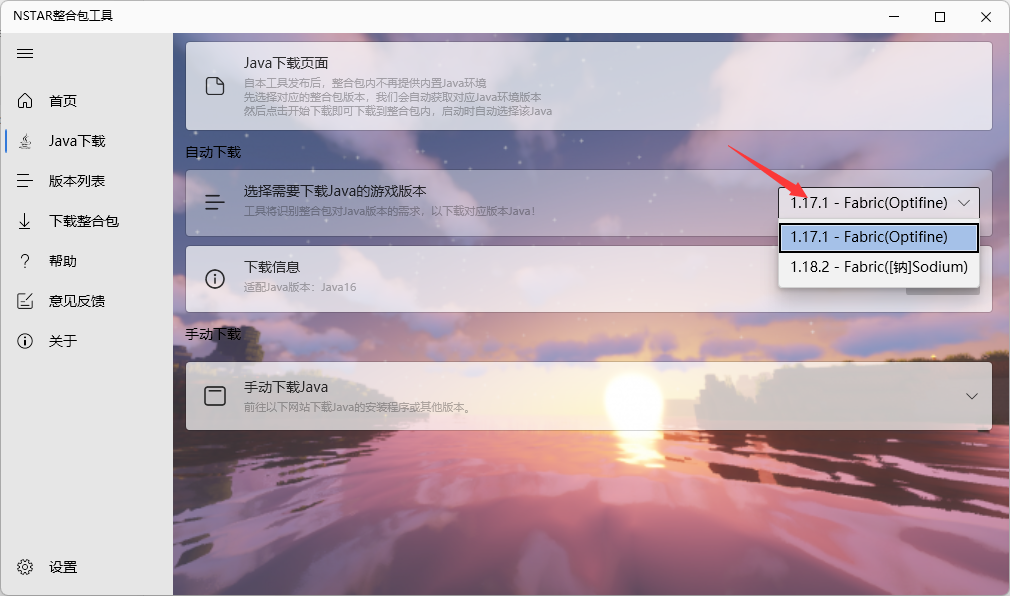 NSTAR整合包工具
首页
Java下载
版本列表
下载整合包
帮助
意见反馈
关于
设置
Java下载页面
自本工具发布后，整合包内不再提供内置Java环境
先选择对应的整合包版本，我们会自动获取对应Java环境版本
然后点击开始下载即可下载到整合包内，启动时自动选择该Java
自动下载
选择需要下载Java的游戏版本
工具将识别整合包对Java版本的需求，以下载对应版本Java！
1.17.1 - Fabric(Optifine)
1.17.1 - Fabric(Optifine)
1.18.2 - Fabric([钠]Sodium)
下载信息
适配Java版本：Java16
手动下载
手动下载Java
前往以下网站下载Java的安装程序或其他版本。